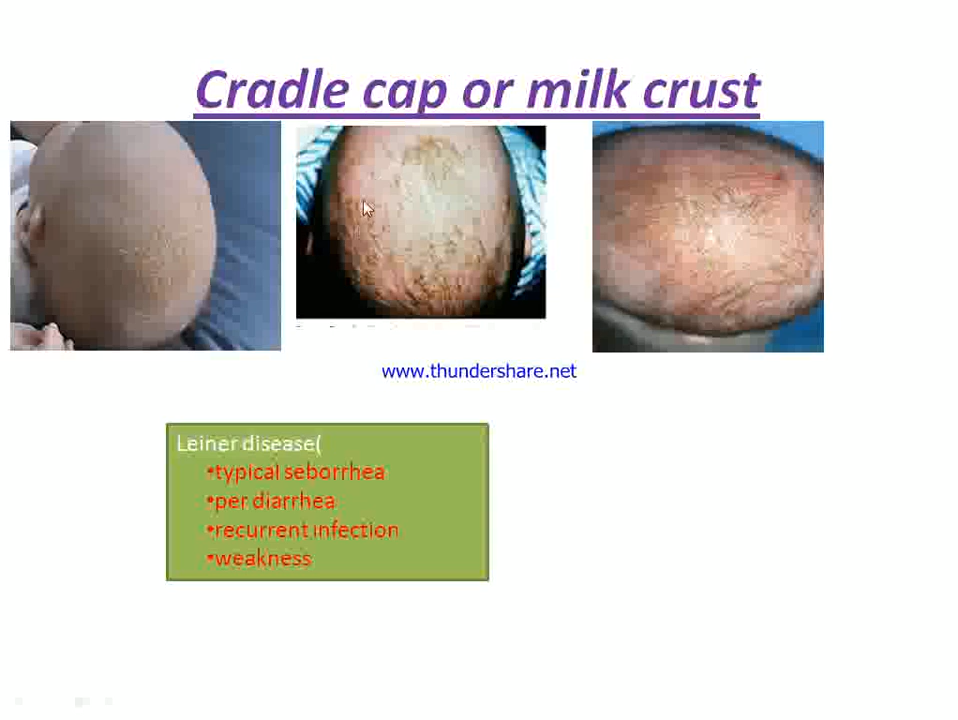 Cradle cap or milk crust
www.thundershare.net
Leiner disease(
•typical seborrhea
•per diarrhea
•recurrent infection
•weakness